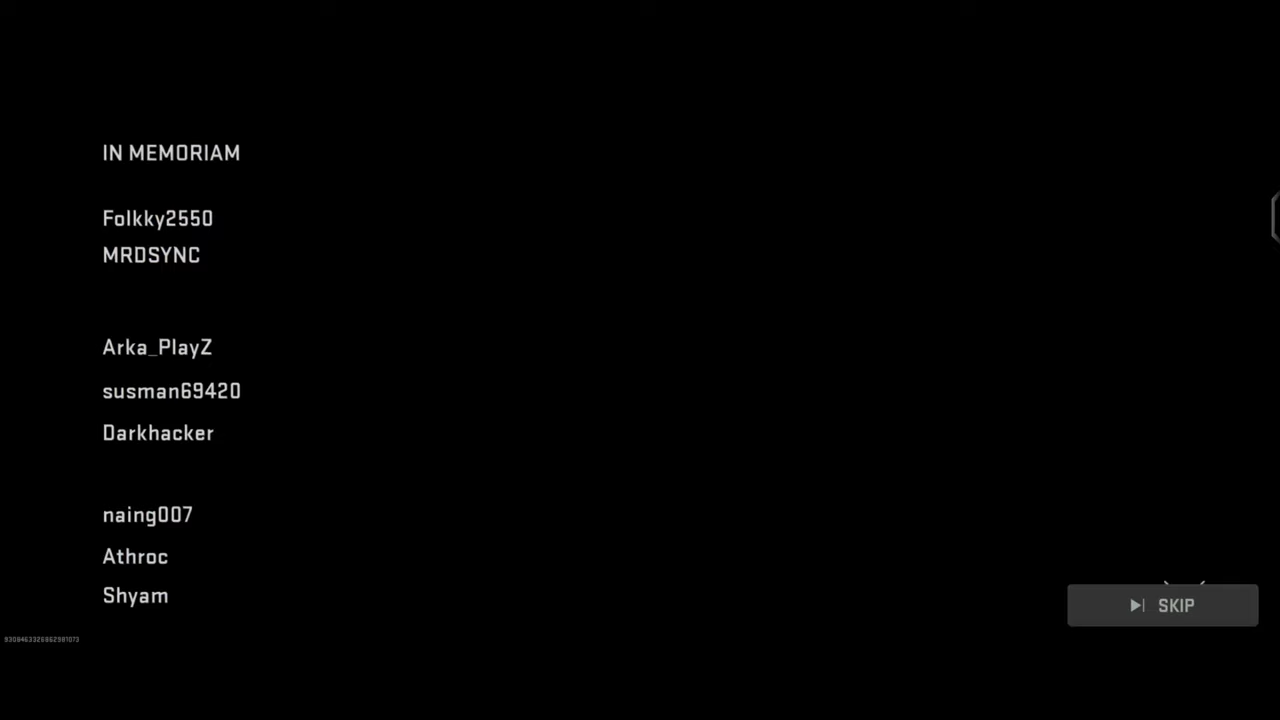 IN MEMORIAM
Folkky2550
MRDSYNC
Arka_PlayZ
susman69420
Darkhacker
naing007
Athroc
Shyam
SKIP